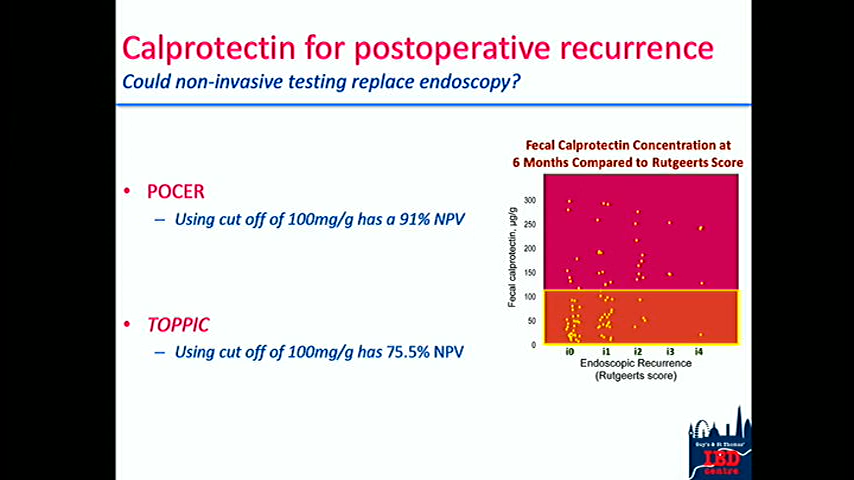 Calprotectin for postoperative recurrence
Could non-invasive testing replace endoscopy?
• POCER
– Using cut off of 100mg/g has a 91% NPV
• TOPPIC
– Using cut off of 100mg/g has 75.5% NPV
Fecal Calprotectin Concentration at
6 Months Compared to Rutgeerts Score
Fecal calprotectin, µg/g
300
250
200
150
100
50
0
i0 i1 i2 i3 i4
Endoscopic Recurrence
(Rutgeerts score)
Guy's & St Thomas'
IBD
centre